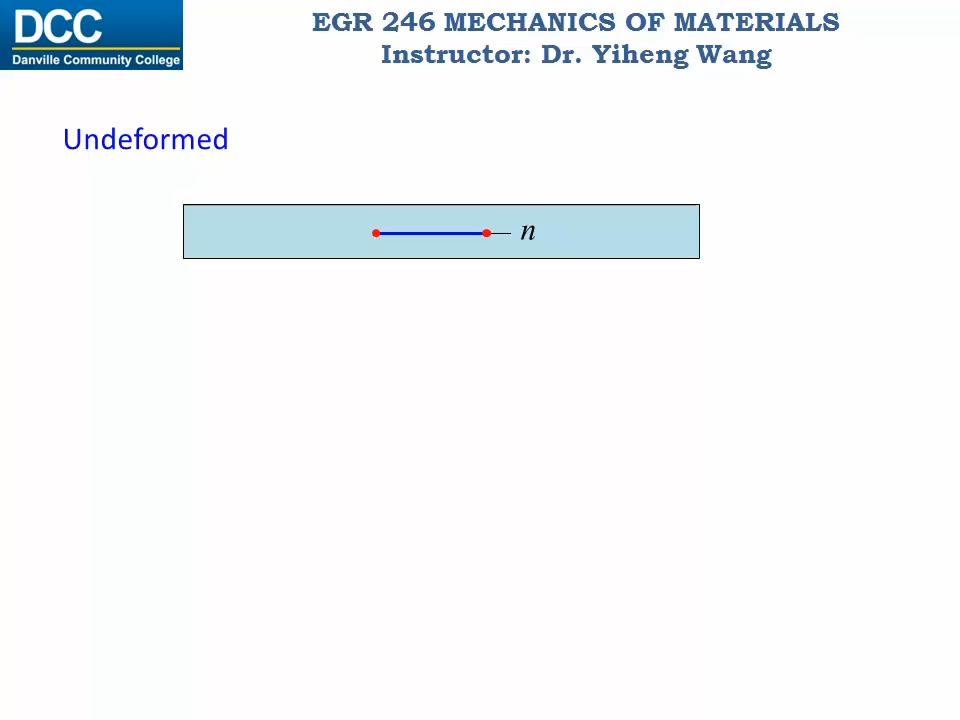 DCC
Danville Community College
EGR 246 MECHANICS OF MATERIALS
Instructor: Dr. Yiheng Wang
Undeformed
n